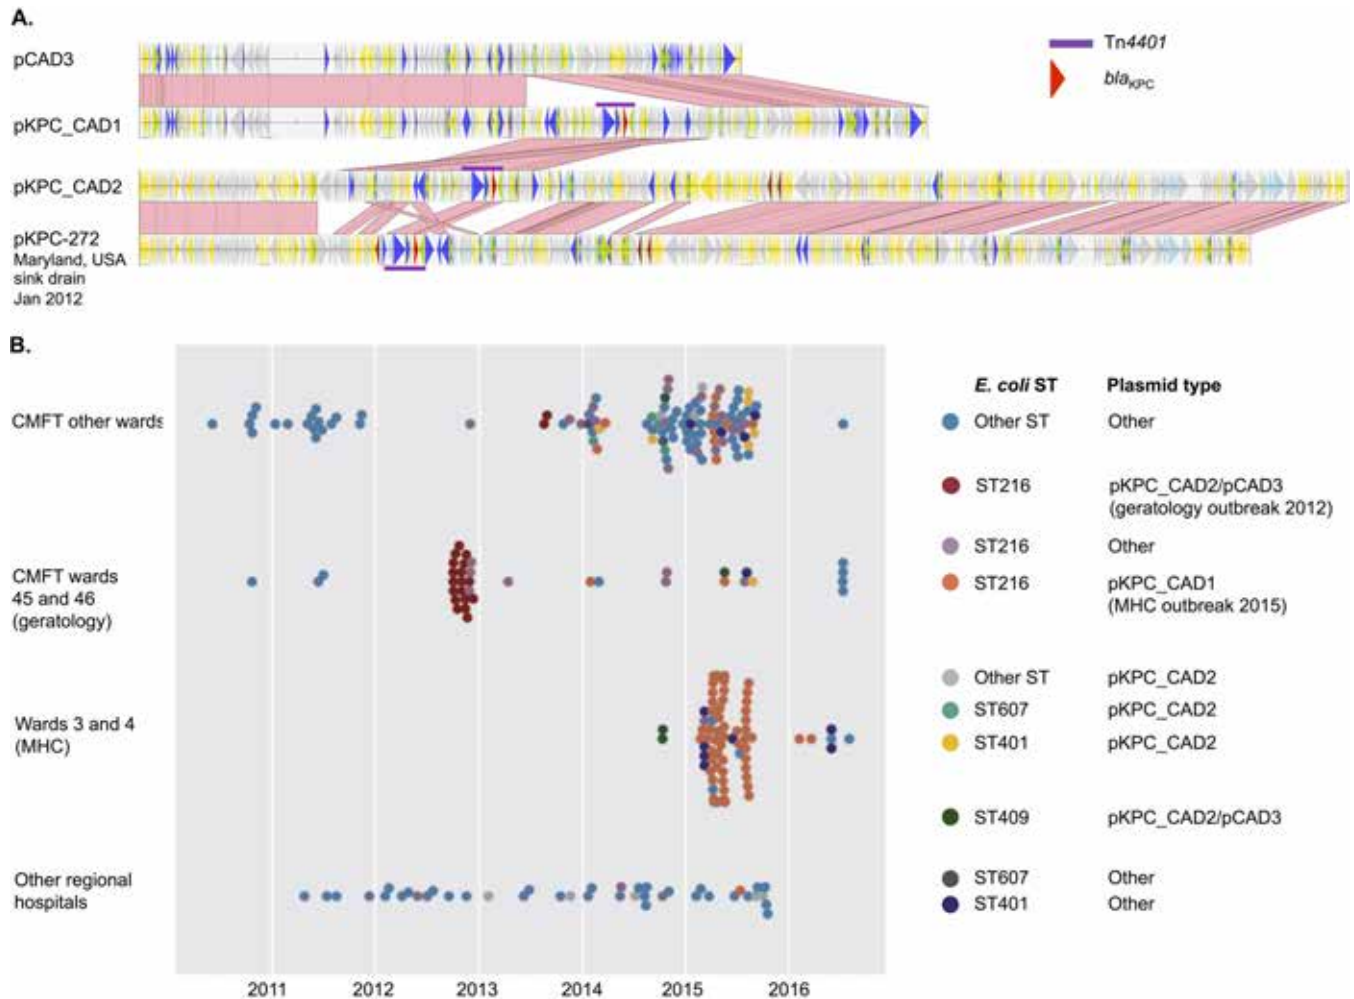 A.
pCAD3
Tn4401
blaKPC
pKPC_CAD1
pKPC_CAD2
pKPC-272
Maryland, USA
sink drain
Jan 2012
B.
E. coli ST Plasmid type
CMFT other wards
Other ST Other
ST216 pKPC_CAD2/pCAD3
(geratology outbreak 2012)
ST216 Other
CMFT wards
45 and 46
(geratology)
ST216 pKPC_CAD1
(MHC outbreak 2015)
Other ST pKPC_CAD2
ST607 pKPC_CAD2
Wards 3 and 4
(MHC)
ST401 pKPC_CAD2
ST409 pKPC_CAD2/pCAD3
Other regional
hospitals
ST607 Other
ST401 Other
2011 2012 2013 2014 2015 2016